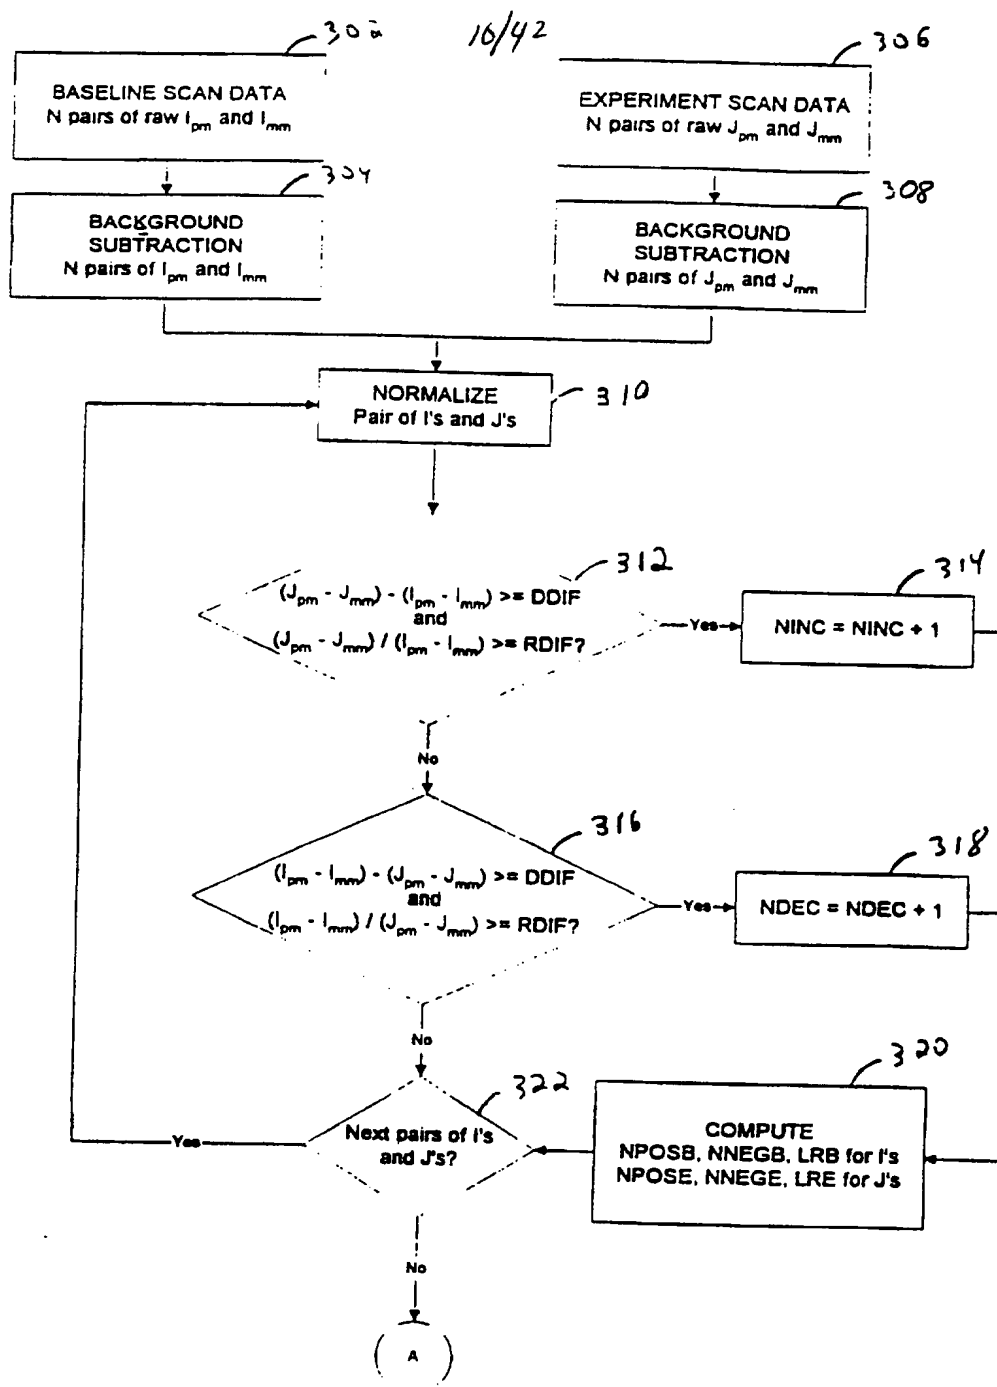 16/42
302
BASELINE SCAN DATA
N pairs of raw Ipm and Imm
306
EXPERIMENT SCAN DATA
N pairs of raw Jpm and Jmm
304
BACKGROUND
SUBTRACTION
N pairs of Ipm and Imm
308
BACKGROUND
SUBTRACTION
N pairs of Jpm and Jmm
NORMALIZE
Pair of I's and J's
310
312
(Jpm - Jmm) - (Ipm - Imm) >= DDIF
and
(Jpm - Jmm) / (Ipm - Imm) >= RDIF?
Yes
314
NINC = NINC + 1
No
316
(Ipm - Imm) - (Jpm - Jmm) >= DDIF
and
(Ipm - Imm) / (Jpm - Jmm) >= RDIF?
Yes
318
NDEC = NDEC + 1
No
322
Next pairs of I's
and J's?
Yes
320
COMPUTE
NPOSB, NNEGB, LRB for I's
NPOSE, NNEGE, LRE for J's
No
A